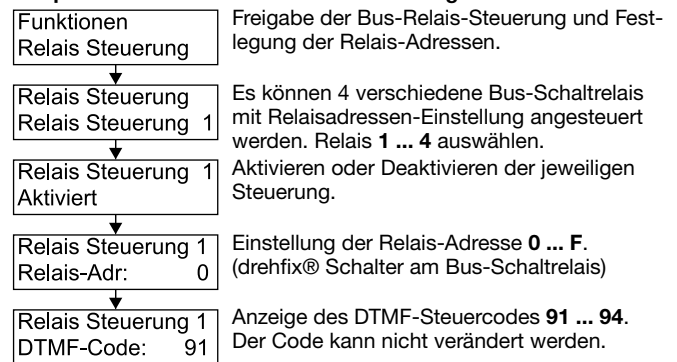 Funktionen
Relais Steuerung
Freigabe der Bus-Relais-Steuerung und Fest-
legung der Relais-Adressen.
Relais Steuerung
Relais Steuerung 1
Es können 4 verschiedene Bus-Schaltrelais
mit Relaisadressen-Einstellung angesteuert
werden. Relais 1 ... 4 auswählen.
Relais Steuerung 1
Aktiviert
Aktivieren oder Deaktivieren der jeweiligen
Steuerung.
Relais Steuerung 1
Relais-Adr: 0
Einstellung der Relais-Adresse 0 ... F.
(drehfix® Schalter am Bus-Schaltrelais)
Relais Steuerung 1
DTMF-Code: 91
Anzeige des DTMF-Steuercodes 91 ... 94.
Der Code kann nicht verändert werden.